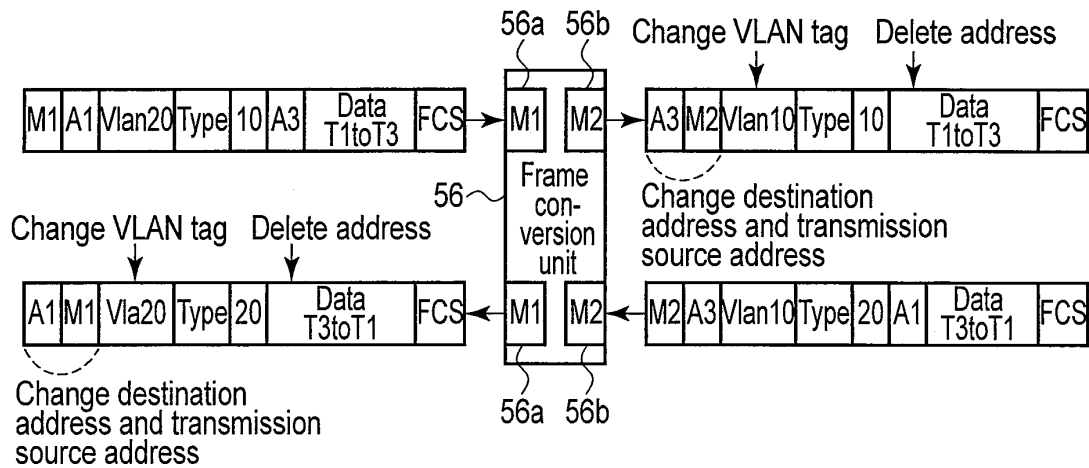 56a 56b
Change VLAN tag Delete address
M1 A1 Vlan20 Type 10 A3 Data T1toT3 FCS
M1 M2
A3 M2 Vlan10 Type 10 Data T1toT3 FCS
56
Frame
con-
version
unit
Change destination
address and transmission
source address
Change VLAN tag Delete address
A1 M1 Vla20 Type 20 Data T3toT1 FCS
M1 M2
M2 A3 Vlan10 Type 20 A1 Data T3toT1 FCS
56a 56b
Change destination
address and transmission
source address